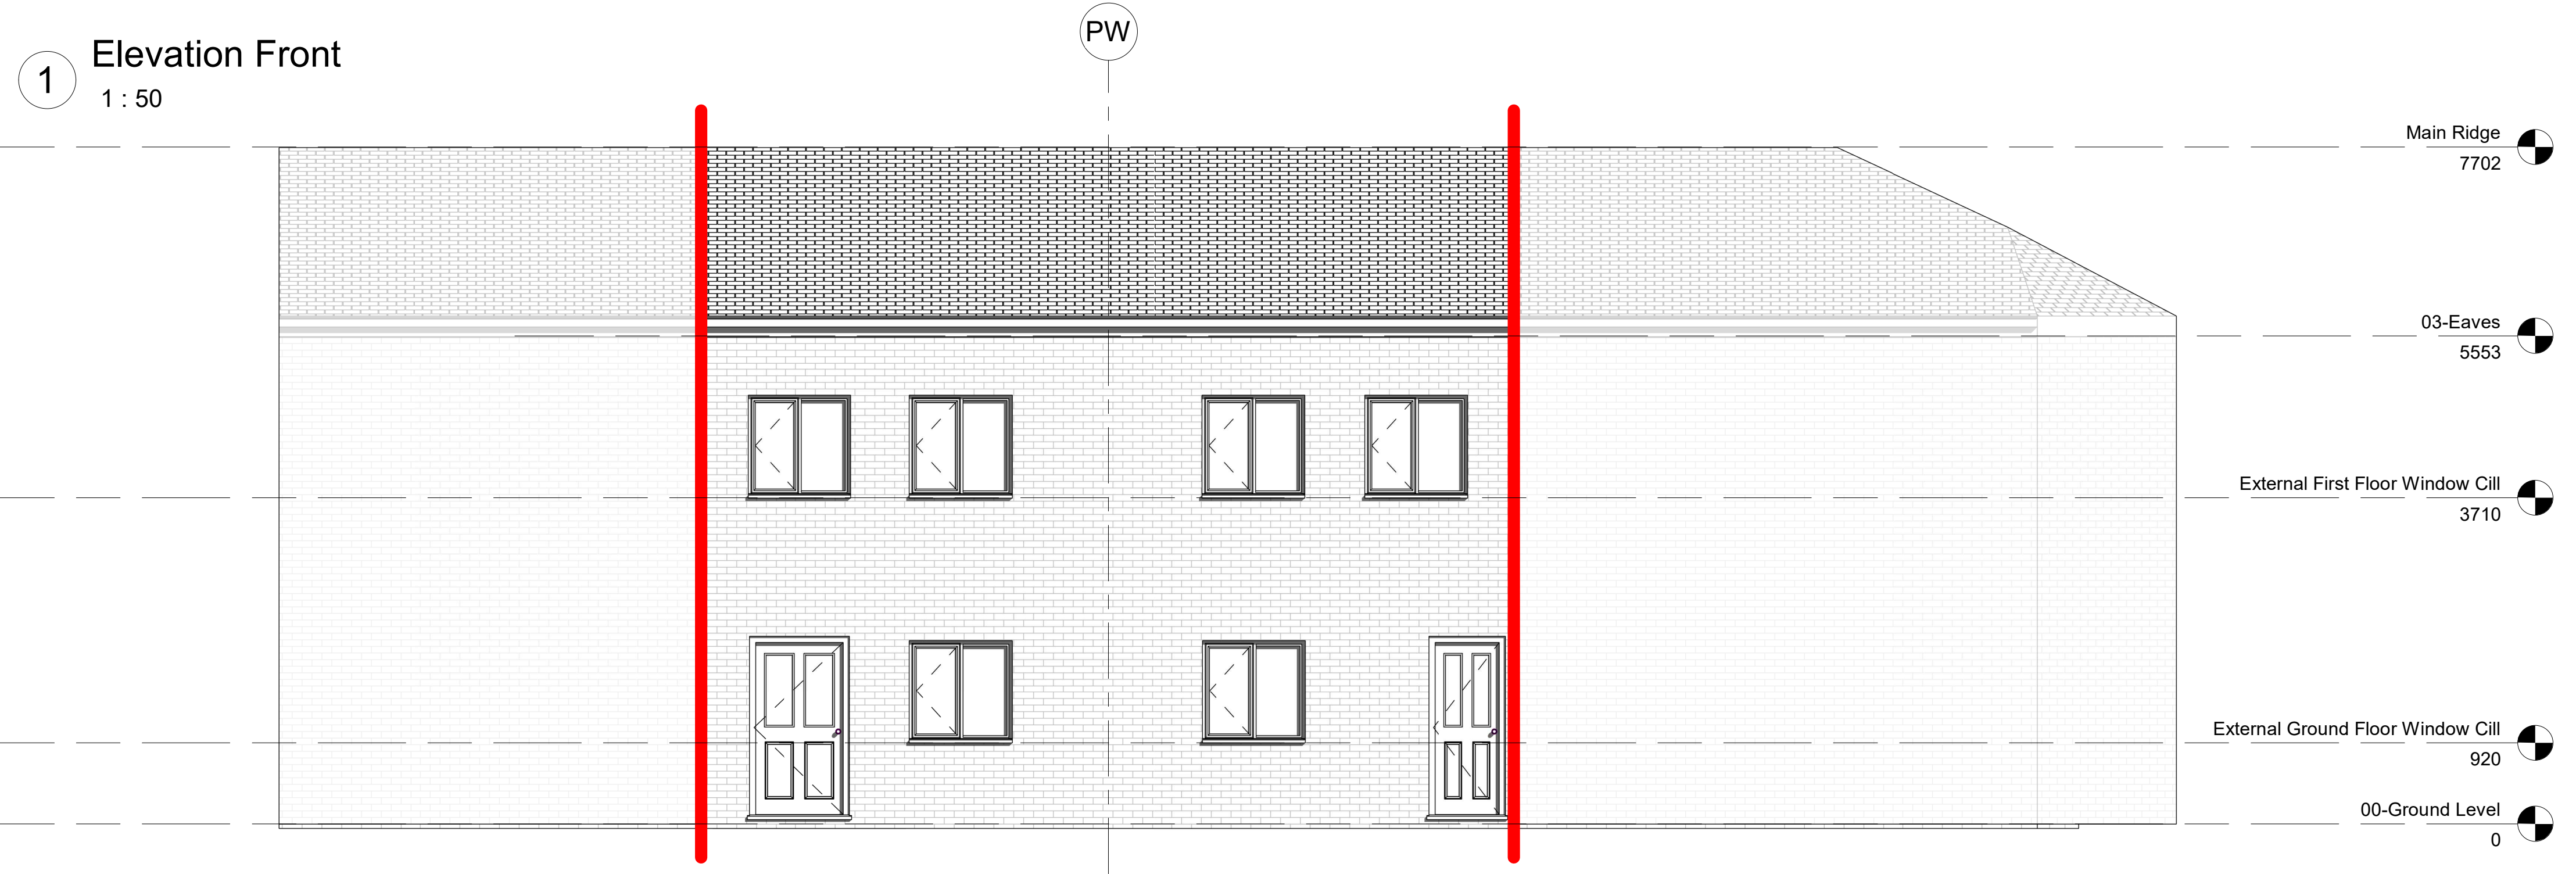 PW
1
Elevation Front
1 : 50
Main Ridge
7702
03-Eaves
5553
External First Floor Window Cill
3710
External Ground Floor Window Cill
920
00-Ground Level
0